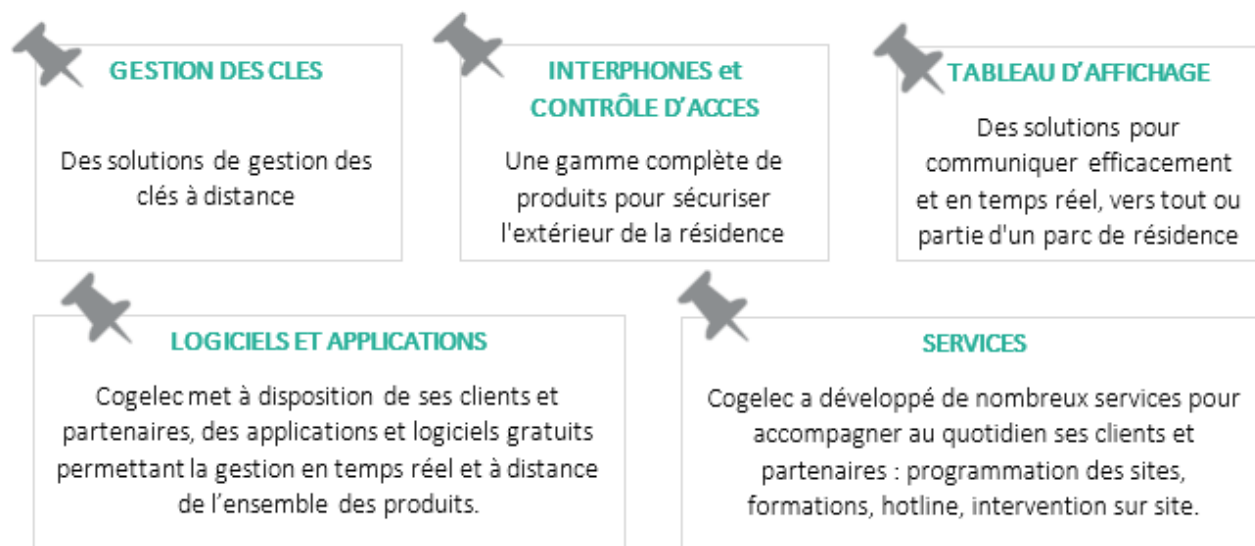 GESTION DES CLES
Des solutions de gestion des
clés à distance
INTERPHONES et
CONTRÔLE D'ACCES
Une gamme complète de
produits pour sécuriser
l'extérieur de la résidence
TABLEAU D'AFFICHAGE
Des solutions pour
communiquer efficacement
et en temps réel, vers tout ou
partie d'un parc de résidence
LOGICIELS ET APPLICATIONS
Cogelec met à disposition de ses clients et
partenaires, des applications et logiciels gratuits
permettant la gestion en temps réel et à distance
de l’ensemble des produits.
SERVICES
Cogelec a développé de nombreux services pour
accompagner au quotidien ses clients et
partenaires : programmation des sites,
formations, hotline, intervention sur site.